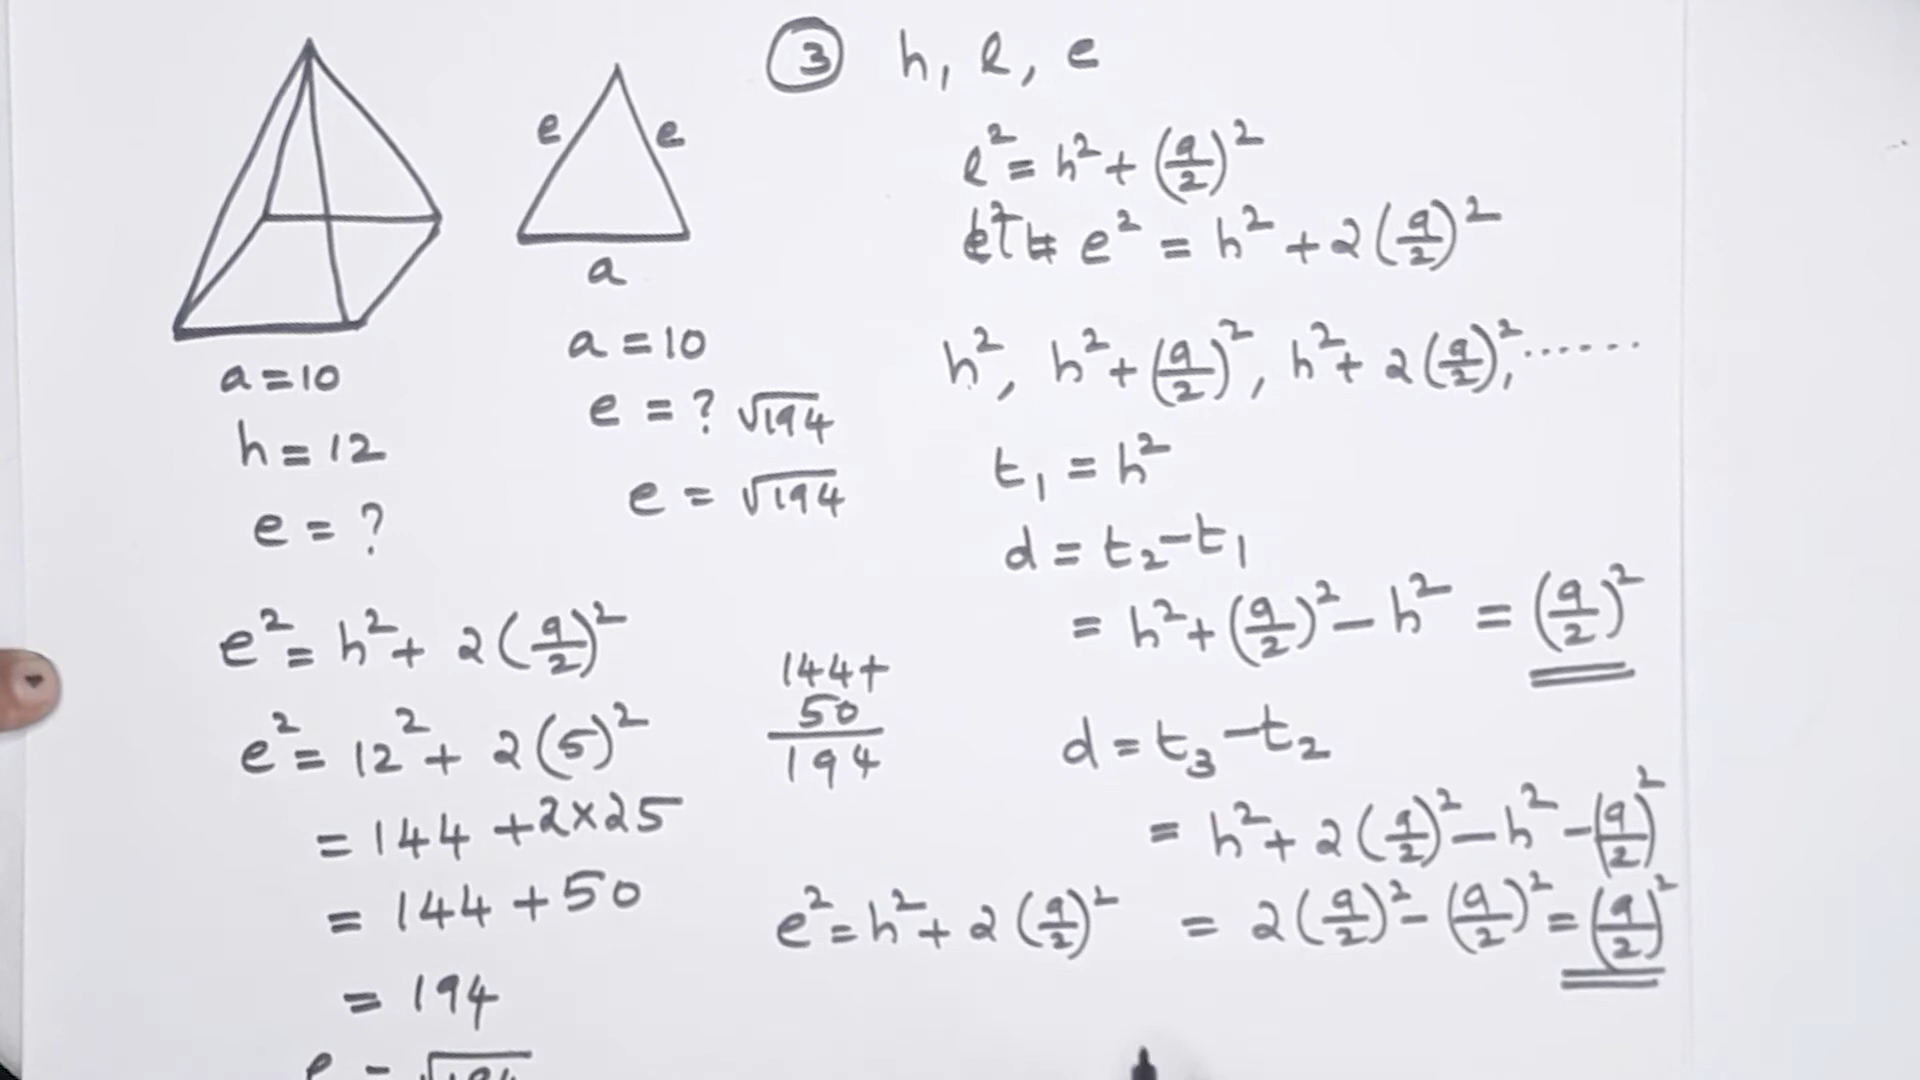 e e
a
a = 10
h = 12
e = ?
a = 10
e = ? √194
e = √194
e² = h² + 2(a/2)²
e² = 12² + 2(5)²
= 144 + 2×25
= 144 + 50
= 194
e = √194
144+
50
194
③ h, l, e
l² = h² + (a/2)²
e² = h² + 2(a/2)²
h², h² + (a/2)², h² + 2(a/2)², ......
t₁ = h²
d = t₂ - t₁
= h² + (a/2)² - h² = (a/2)²
d = t₃ - t₂
= h² + 2(a/2)² - h² - (a/2)²
= 2(a/2)² - (a/2)² = (a/2)²
e² = h² + 2(a/2)²